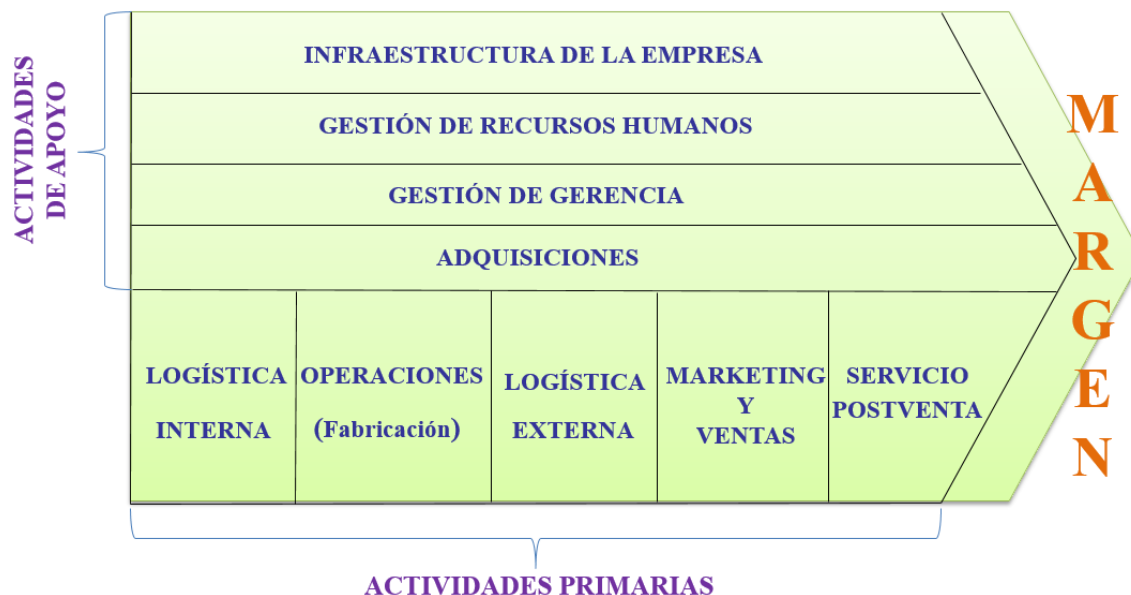 ACTIVIDADES
DE APOYO
INFRAESTRUCTURA DE LA EMPRESA
GESTIÓN DE RECURSOS HUMANOS
GESTIÓN DE GERENCIA
ADQUISICIONES
LOGÍSTICA
INTERNA
OPERACIONES
(Fabricación)
LOGÍSTICA
EXTERNA
MARKETING
Y
VENTAS
SERVICIO
POSTVENTA
MARGEN
ACTIVIDADES PRIMARIAS